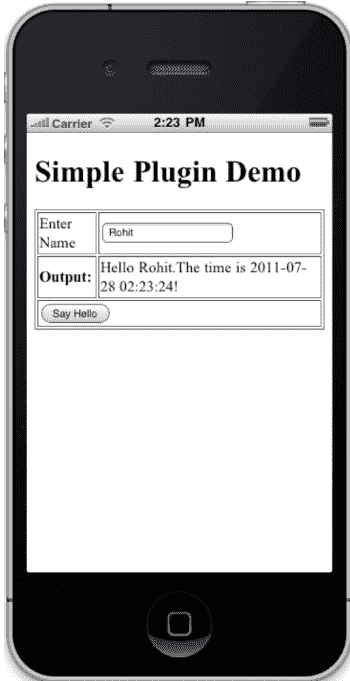 Carrier 2:23 PM
Simple Plugin Demo
Enter
Name
Rohit
Output:
Hello Rohit.The time is 2011-07-
28 02:23:24!
Say Hello